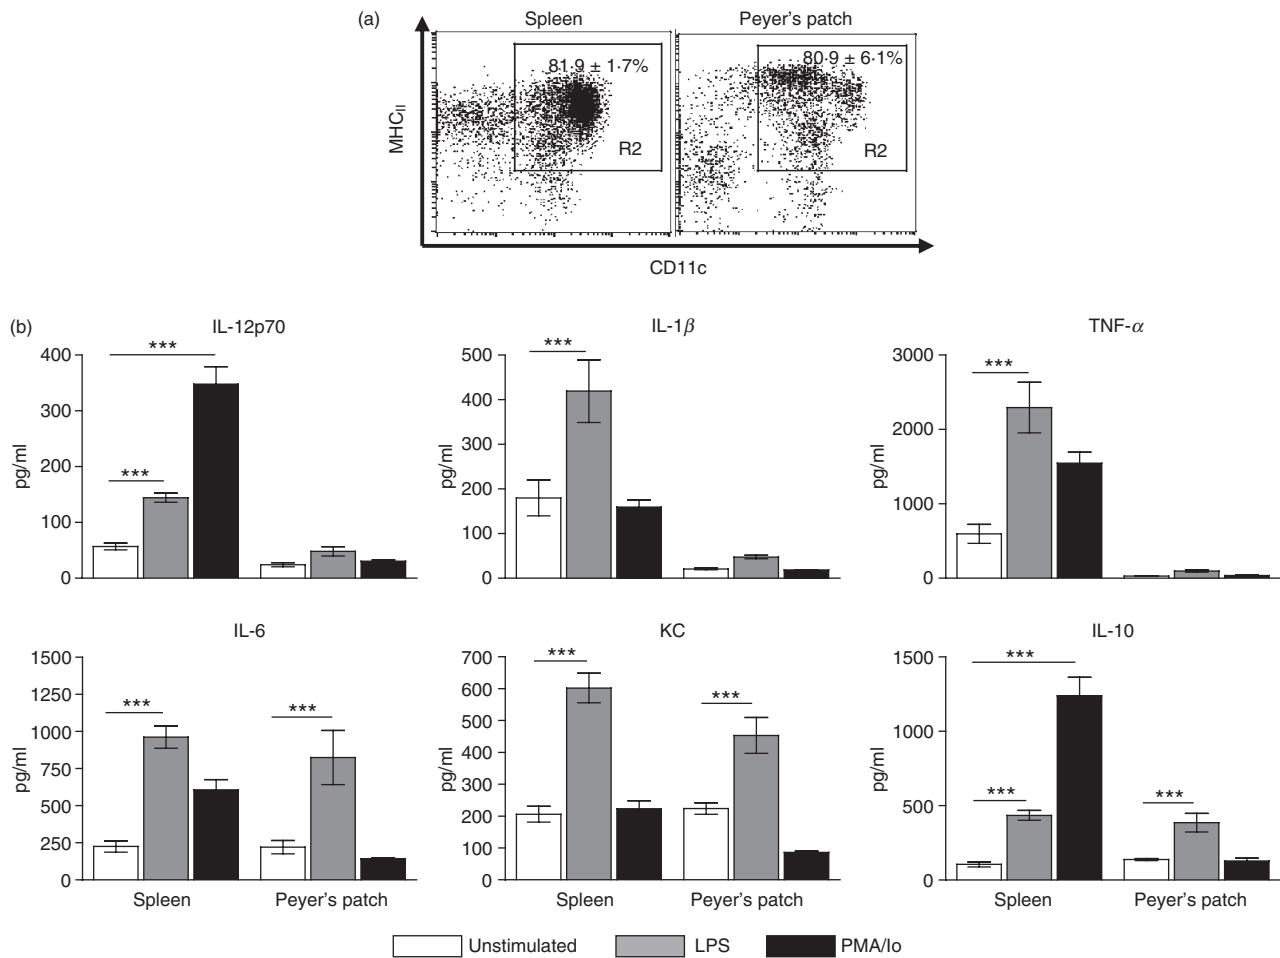 (a)
Spleen
Peyer's patch
81·9 ± 1·7%
80·9 ± 6·1%
R2
R2
MHCII
CD11c
(b)
IL-12p70
IL-1β
TNF-α
400
300
200
100
0
pg/ml
***
***
500
400
300
200
100
0
pg/ml
***
3000
2000
1000
0
pg/ml
***
IL-6
KC
IL-10
1500
1250
1000
750
500
250
0
pg/ml
***
***
700
600
500
400
300
200
100
0
pg/ml
***
***
1500
1000
500
0
pg/ml
***
***
***
Spleen
Peyer's patch
Spleen
Peyer's patch
Spleen
Peyer's patch
Unstimulated
LPS
PMA/Io